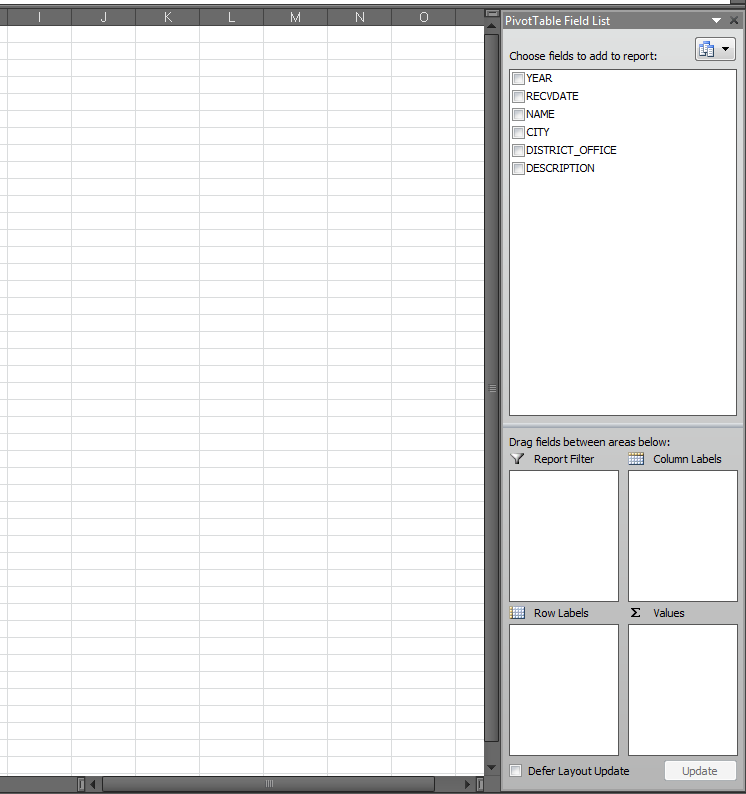 I J K L M N O
PivotTable Field List
Choose fields to add to report:
YEAR
RECVDATE
NAME
CITY
DISTRICT_OFFICE
DESCRIPTION
Drag fields between areas below:
Report Filter Column Labels
Row Labels Σ Values
Defer Layout Update Update